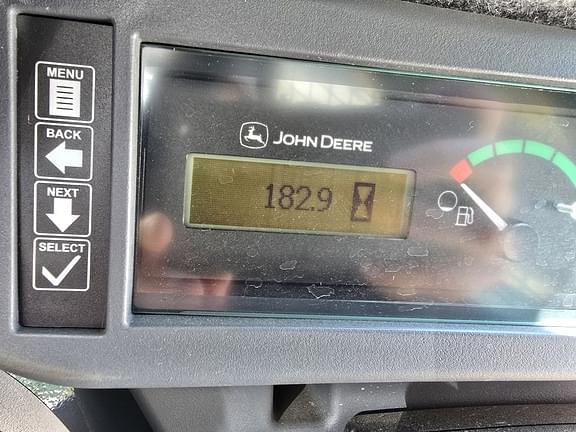 MENU
BACK
NEXT
SELECT
JOHN DEERE
182.9